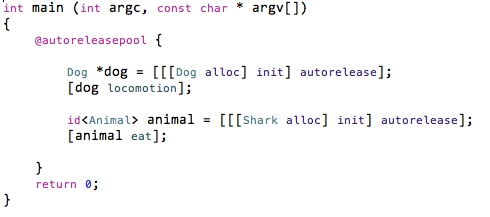 int main (int argc, const char * argv[])
{
@autoreleasepool {
Dog *dog = [[[Dog alloc] init] autorelease];
[dog locomotion];
id<Animal> animal = [[[Shark alloc] init] autorelease];
[animal eat];
}
return 0;
}